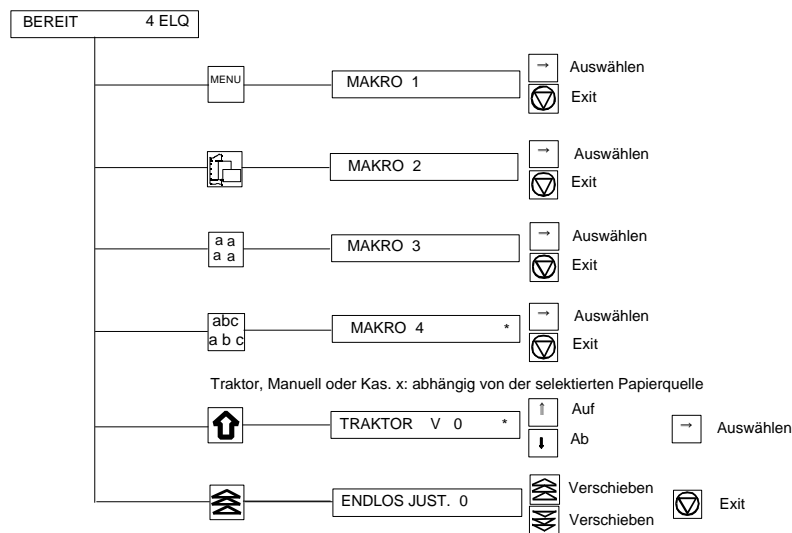 BEREIT 4 ELQ
MENU MAKRO 1 → Auswählen
Exit
MAKRO 2 → Auswählen
Exit
a a
a a
MAKRO 3 → Auswählen
Exit
abc
a b c
MAKRO 4 * → Auswählen
Exit
Traktor, Manuell oder Kas. x: abhängig von der selektierten Papierquelle
TRAKTOR V 0 * ⇑ Auf
⬇ Ab
→ Auswählen
ENDLOS JUST. 0 Verschieben
Verschieben
Exit